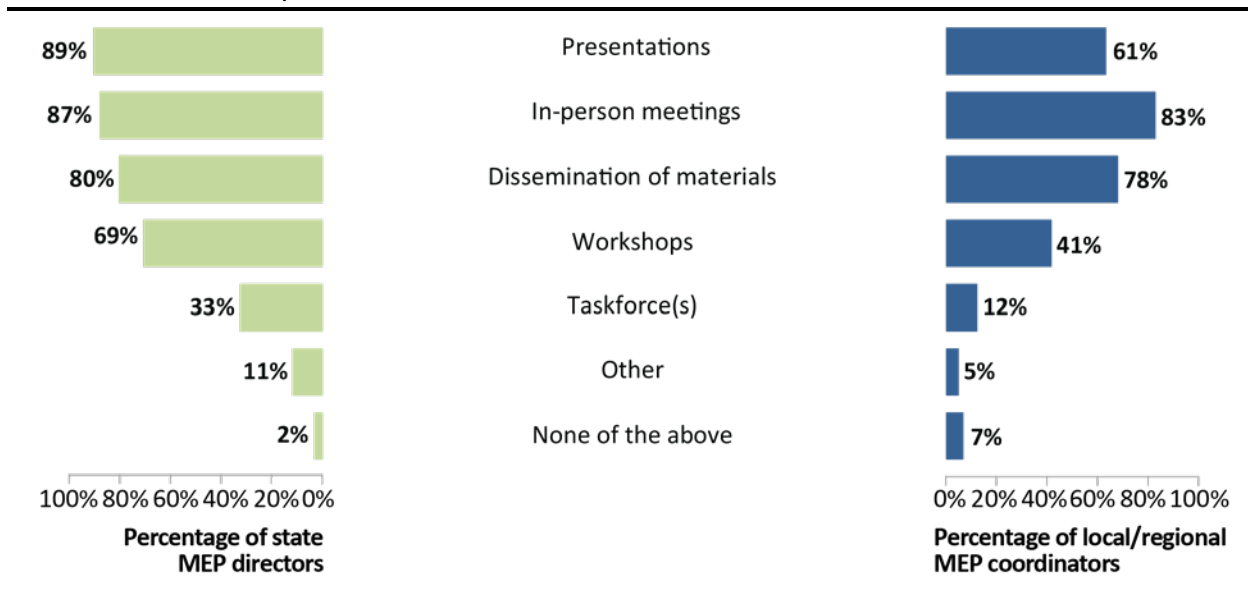 89% Presentations 61%
87% In-person meetings 83%
80% Dissemination of materials 78%
69% Workshops 41%
33% Taskforce(s) 12%
11% Other 5%
2% None of the above 7%
100% 80% 60% 40% 20% 0% 0% 20% 40% 60% 80% 100%
Percentage of state
MEP directors
Percentage of local/regional
MEP coordinators